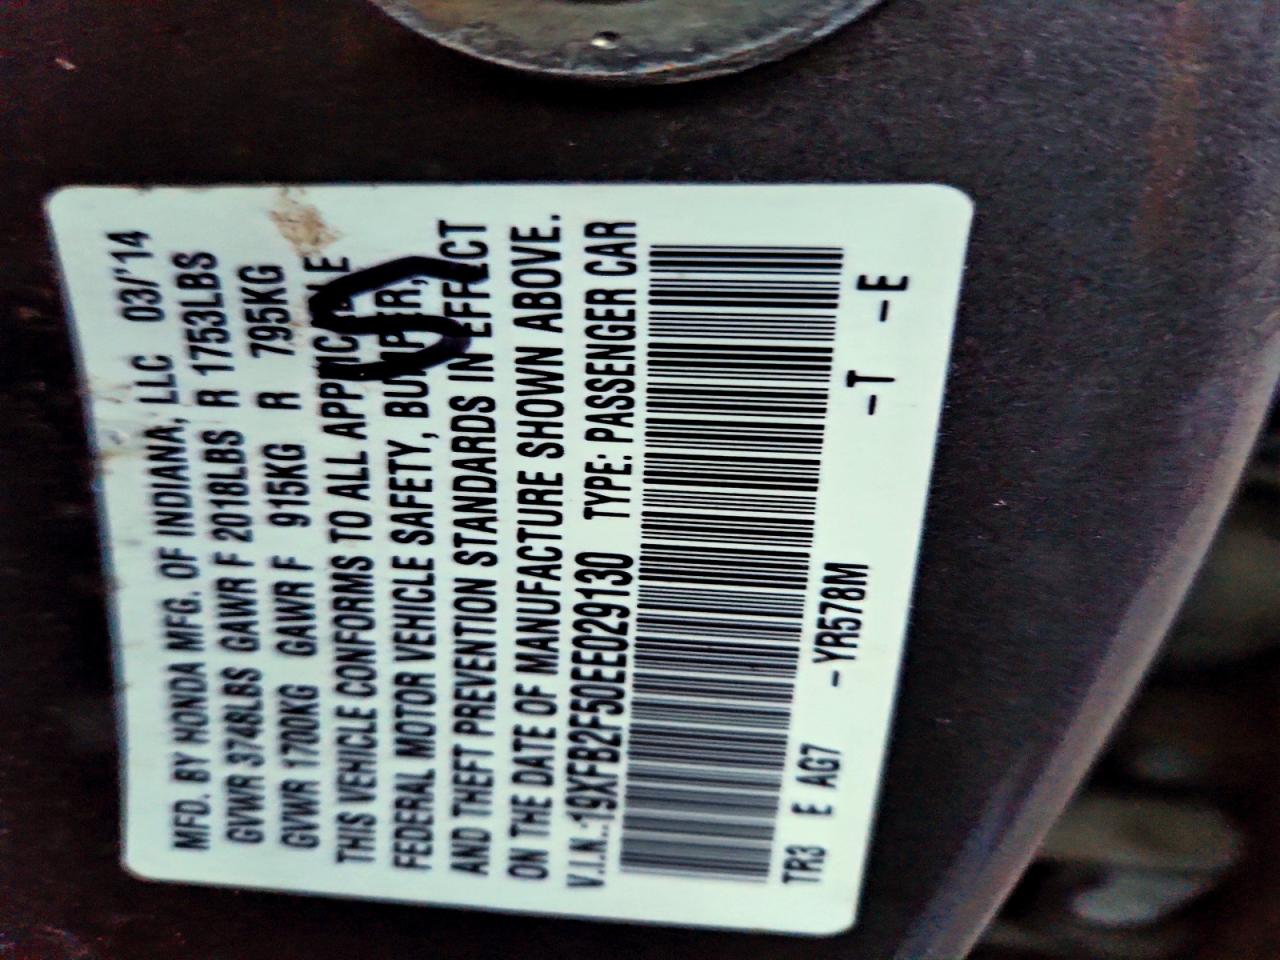 MFD. BY HONDA MFG. OF INDIANA, LLC 03/'14
GVWR 3748LBS GAWR F 2018LBS R 1753LBS
GVWR 1700KG GAWR F 915KG R 795KG
THIS VEHICLE CONFORMS TO ALL APPLICABLE
FEDERAL MOTOR VEHICLE SAFETY, BUMPER,
AND THEFT PREVENTION STANDARDS IN EFFECT
ON THE DATE OF MANUFACTURE SHOWN ABOVE.
V.I.N.:19XFB2F50EE029130 TYPE: PASSENGER CAR
TR3 E AG7 -YR578M -T -E
5